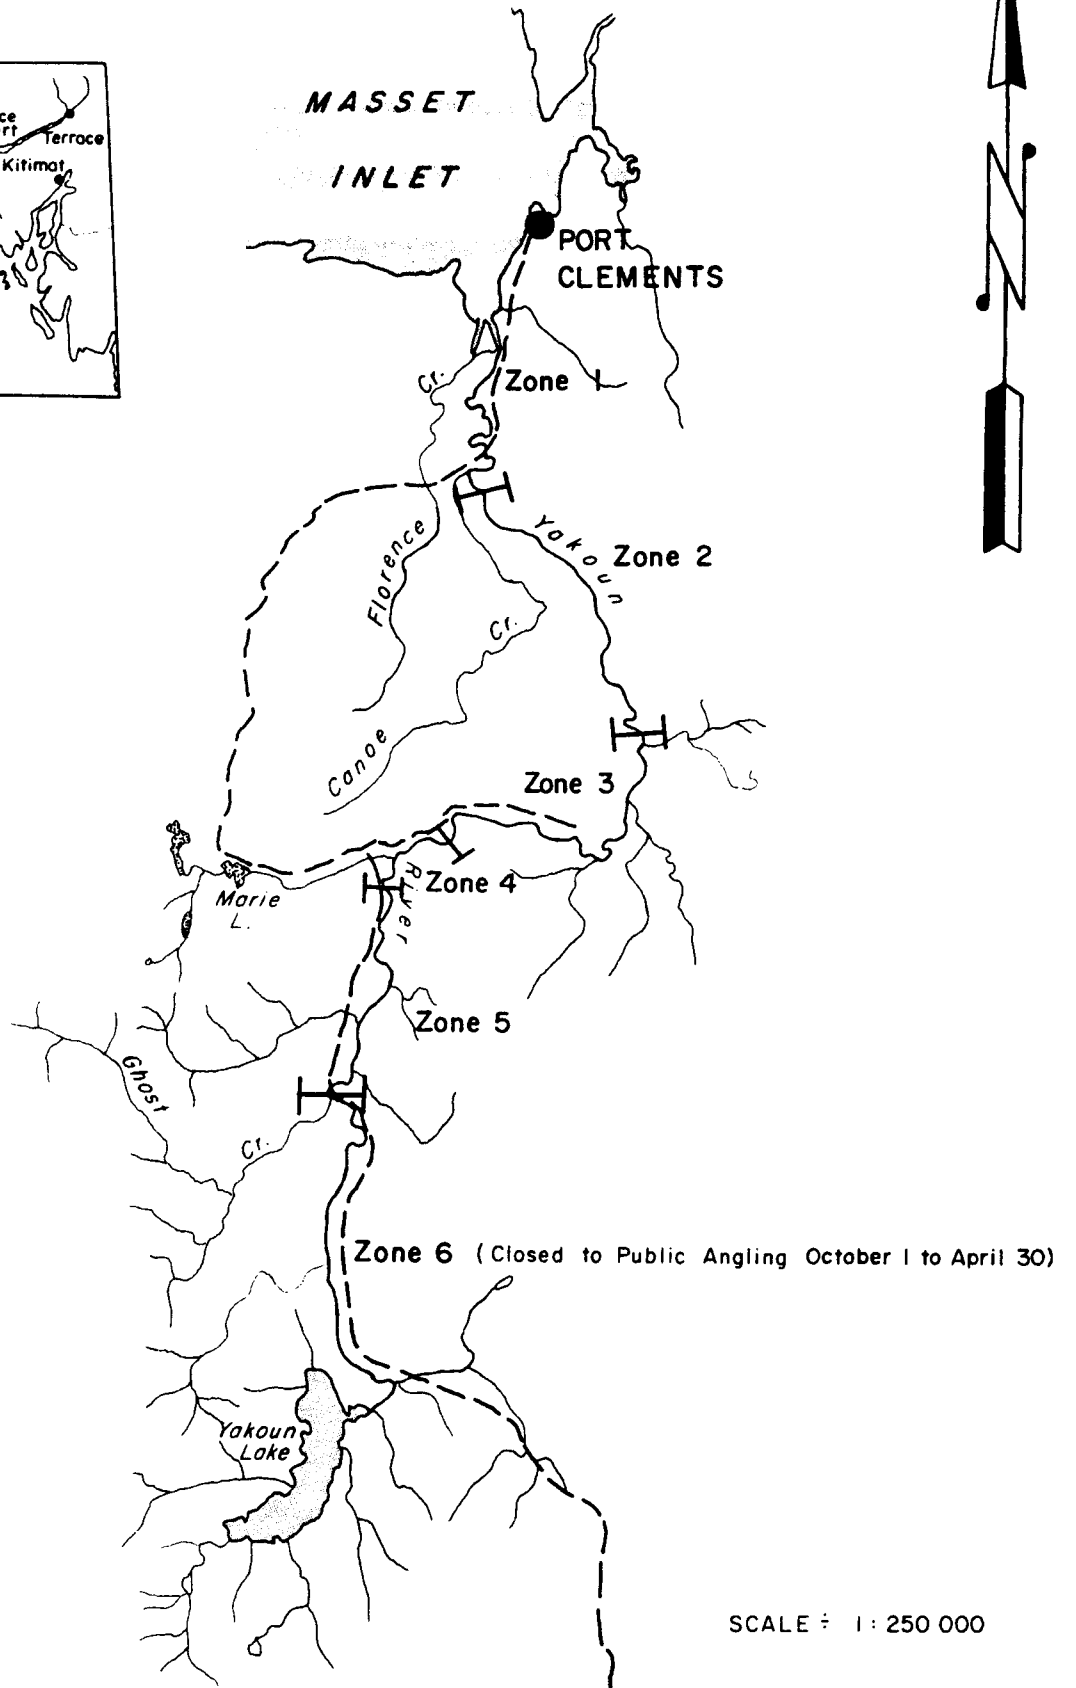 MASSET
INLET
ce
rt
Terrace
Kitimat
N
PORT
CLEMENTS
Cr.
Zone 1
Yakoun
Zone 2
Florence
Cr.
Canoe
Zone 3
River
Zone 4
Marie
L.
Zone 5
Ghost
Cr.
Zone 6 (Closed to Public Angling October 1 to April 30)
Yakoun
Lake
SCALE ÷ 1 : 250 000